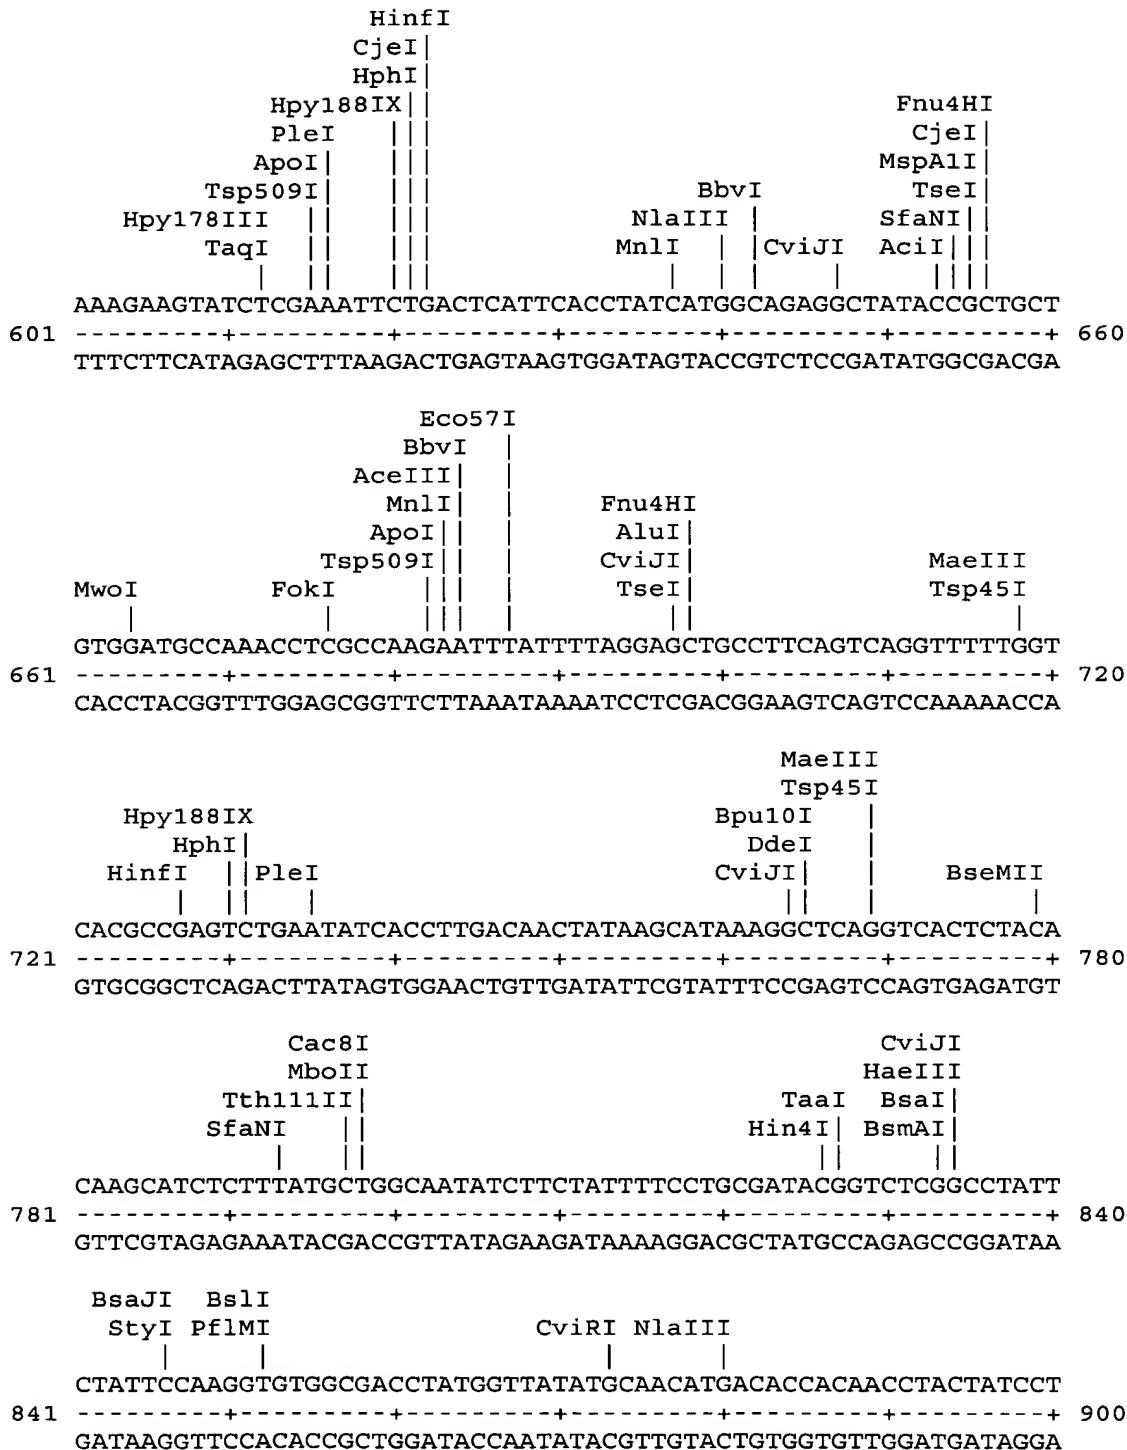 HinfI
CjeI|
HphI||
Hpy188IX|||
PleI
ApoI|
Tsp509I||
Hpy178III
TaqI
Fnu4HI
CjeI|
MspA1I|
TseI|
BbvI
NlaIII
SfaNI||
MnlI
CviJI
AciI|||
AAAGAAGTATCTCGAAATTCTGACTCATTCACCTATCATGGCAGAGGCTATACCGCTGCT
601 ---------+---------+---------+---------+---------+---------+ 660
TTTCTTCATAGAGCTTTAAGACTGAGTAAGTGGATAGTACCGTCTCCGATATGGCGACGA
Eco57I
BbvI
AceIII|
MnlI|
ApoI||
Tsp509I||
Fnu4HI
AluI|
CviJI|
TseI|
MaeIII
Tsp45I
MwoI FokI
GTGGATGCCAAACCTCGCCAAGAATTTATTTTAGGAGCTGCCTTCAGTCAGGTTTTTGGT
661 ---------+---------+---------+---------+---------+---------+ 720
CACCTACGGTTTGGAGCGGTTCTTAAATAAAATCCTCGACGGAAGTCAGTCCAAAAACCA
MaeIII
Tsp45I
Hpy188IX
HphI|
HinfI PleI
Bpu10I
DdeI
CviJI|
BseMII
CACGCCGAGTCTGAATATCACCTTGACAACTATAAGCATAAAGGCTCAGGTCACTCTACA
721 ---------+---------+---------+---------+---------+---------+ 780
GTGCGGCTCAGACTTATAGTGGAACTGTTGATATTCGTATTTCCGAGTCCAGTGAGATGT
Cac8I
MboII
Tth111II|
SfaNI
CviJI
HaeIII
TaaI BsaI|
Hin4I| BsmAI|
CAAGCATCTCTTTATGCTGGCAATATCTTCTATTTTCCTGCGATACGGTCTCGGCCTATT
781 ---------+---------+---------+---------+---------+---------+ 840
GTTCGTAGAGAAATACGACCGTTATAGAAGATAAAAGGACGCTATGCCAGAGCCGGATAA
BsaJI BslI
StyI PflMI CviRI NlaIII
CTATTCCAAGGTGTGGCGACCTATGGTTATATGCAACATGACACCACAACCTACTATCCT
841 ---------+---------+---------+---------+---------+---------+ 900
GATAAGGTTCCACACCGCTGGATACCAATATACGTTGTACTGTGGTGTTGGATGATAGGA